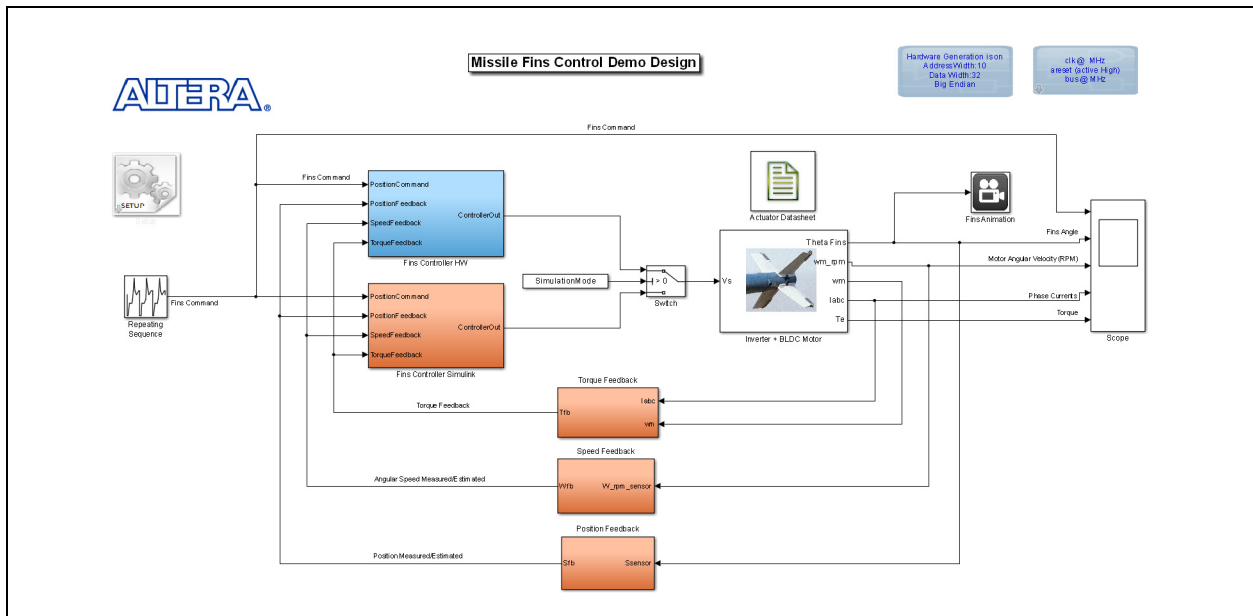 Missile Fins Control Demo Design
Hardware Generation is on
AddressWidth:10
Data Width:32
Big Endian
clk@ MHz
areset (active High)
bus@ MHz
ALTERA®
Fins Command
SETUP
Fins Command
PositionCommand
PositionFeedback
SpeedFeedback
TorqueFeedback
ControllerOut
Fins Controller HW
Actuator Datasheet
Fins Animation
Fins Angle
Motor Angular Velocity (RPM)
Phase Currents
Torque
Scope
Repeating
Sequence
Fins Command
PositionCommand
PositionFeedback
SpeedFeedback
TorqueFeedback
ControllerOut
Fins Controller Simulink
SimulationMode
> 0
Switch
Vs
Theta Fins
wm_rpm
wm
Iabc
Te
Inverter + BLDC Motor
Torque Feedback
Torque Feedback
Tfb
Iabc
wm
Speed Feedback
Angular Speed Measured/Estimated
Wfb
W_rpm_sensor
Position Feedback
Position Measured/Estimated
Sfb
Ssensor